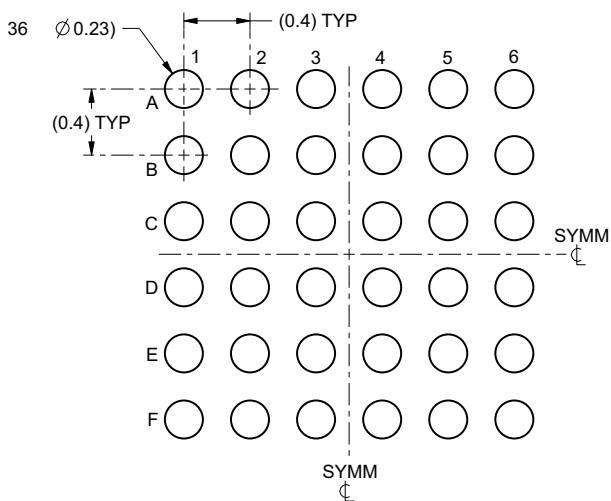 36 ∅0.23)
(0.4) TYP
1 2 3 4 5 6
A
(0.4) TYP
B
C
SYMM
℄
D
E
F
SYMM
℄